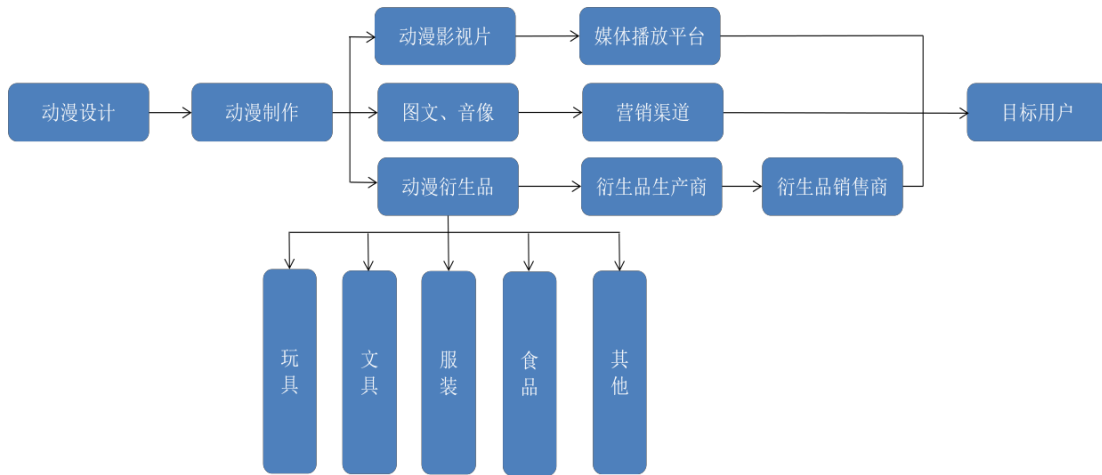 动漫影视片
媒体播放平台
动漫设计
动漫制作
图文、音像
营销渠道
目标用户
动漫衍生品
衍生品生产商
衍生品销售商
玩具
文具
服装
食品
其他